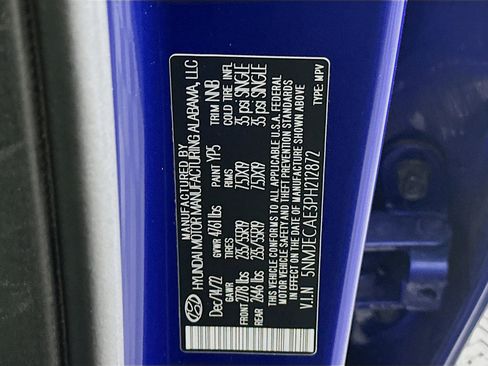 MANUFACTURED BY
HYUNDAI MOTOR MANUFACTURING ALABAMA, LLC
Dec/14/22 GVWR 4761 lbs PAINT YP5 TRIM NNB
GAWR TIRES RIMS COLD TIRE INFL
FRONT 2778 lbs 235/55R19 7.5JX19 35 psi SINGLE
REAR 2646 lbs 235/55R19 7.5JX19 35 psi SINGLE
THIS VEHICLE CONFORMS TO ALL APPLICABLE U.S.A. FEDERAL
MOTOR VEHICLE SAFETY AND THEFT PREVENTION STANDARDS
IN EFFECT ON THE DATE OF MANUFACTURE SHOWN ABOVE
V.I.N 5NMJECAE3PH212872 TYPE: MPV